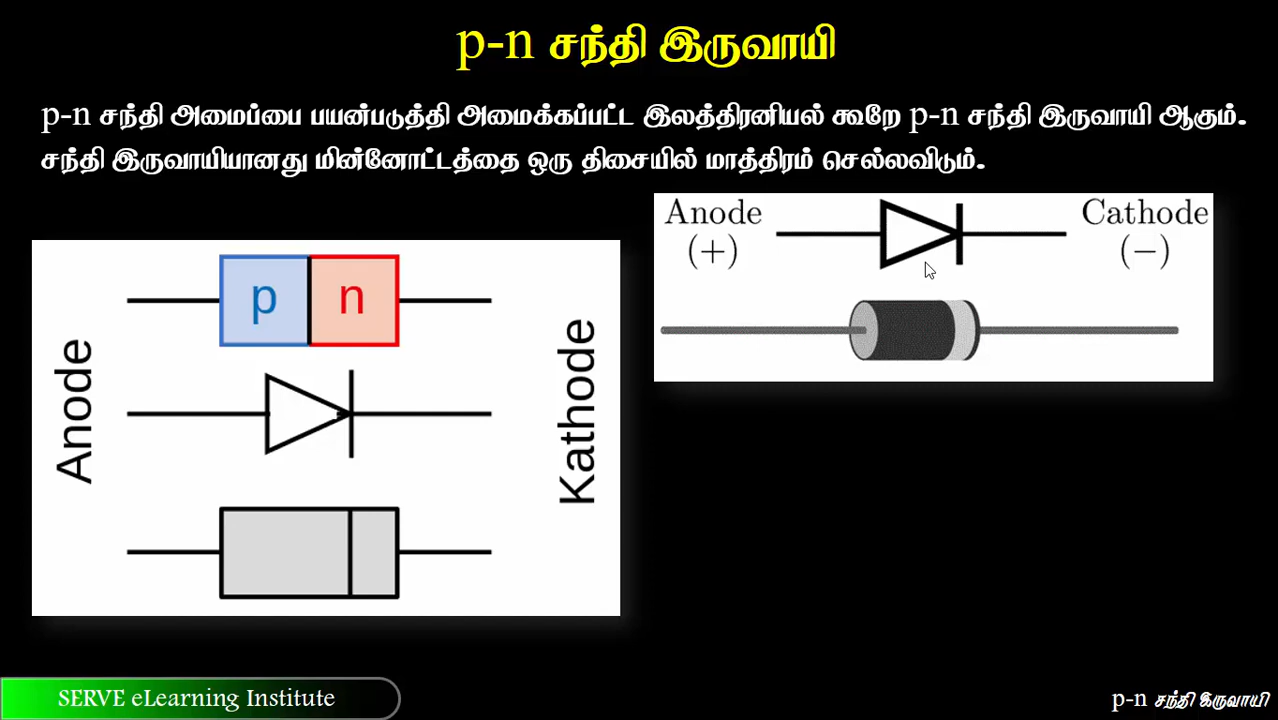 p-n சந்தி இருவாயி
p-n சந்தி அமைப்பை பயன்படுத்தி அமைக்கப்பட்ட இலத்திரனியல் கூறே p-n சந்தி இருவாயி ஆகும்.
சந்தி இருவாயியானது மின்னோட்டத்தை ஒரு திசையில் மாத்திரம் செல்லவிடும்.
Anode
(+)
Cathode
(−)
p
n
Anode
Kathode
SERVE eLearning Institute
p-n சந்தி இருவாயி